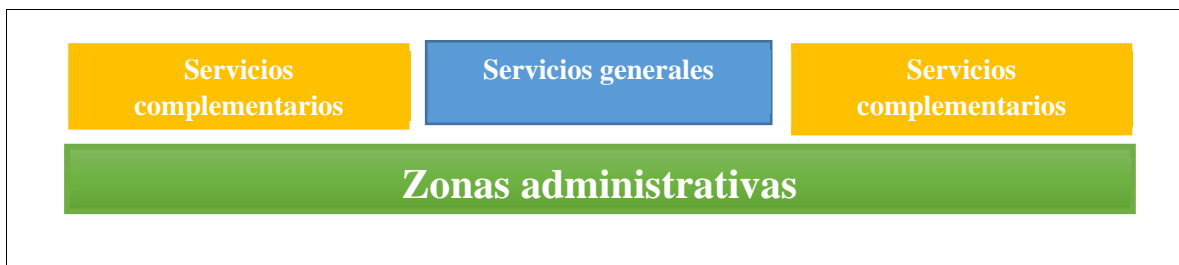 Servicios
complementarios
Servicios generales
Servicios
complementarios
Zonas administrativas